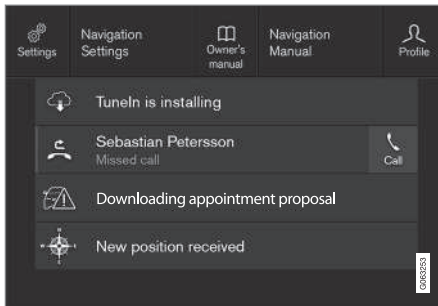 Settings
Navigation
Settings
Owner's
manual
Navigation
Manual
Profile
TuneIn is installing
Sebastian Petersson
Missed call
Call
Downloading appointment proposal
New position received
G063253